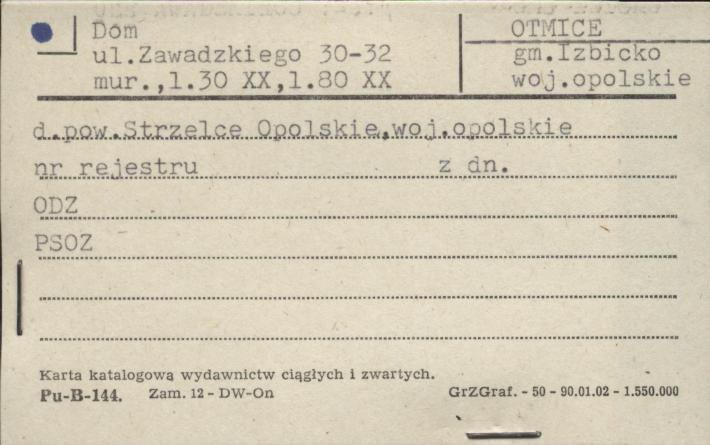 Dom
ul.Zawadzkiego 30-32
mur.,l.30 XX,l.80 XX
OTMICE
gm.Izbicko
woj.opolskie
d.pow.Strzelce Opolskie,woj.opolskie
nr rejestru z dn.
ODZ
PSOZ
Karta katalogowa wydawnictw ciągłych i zwartych.
Pu-B-144. Zam. 12 - DW-On GrZGraf. - 50 - 90.01.02 - 1.550.000